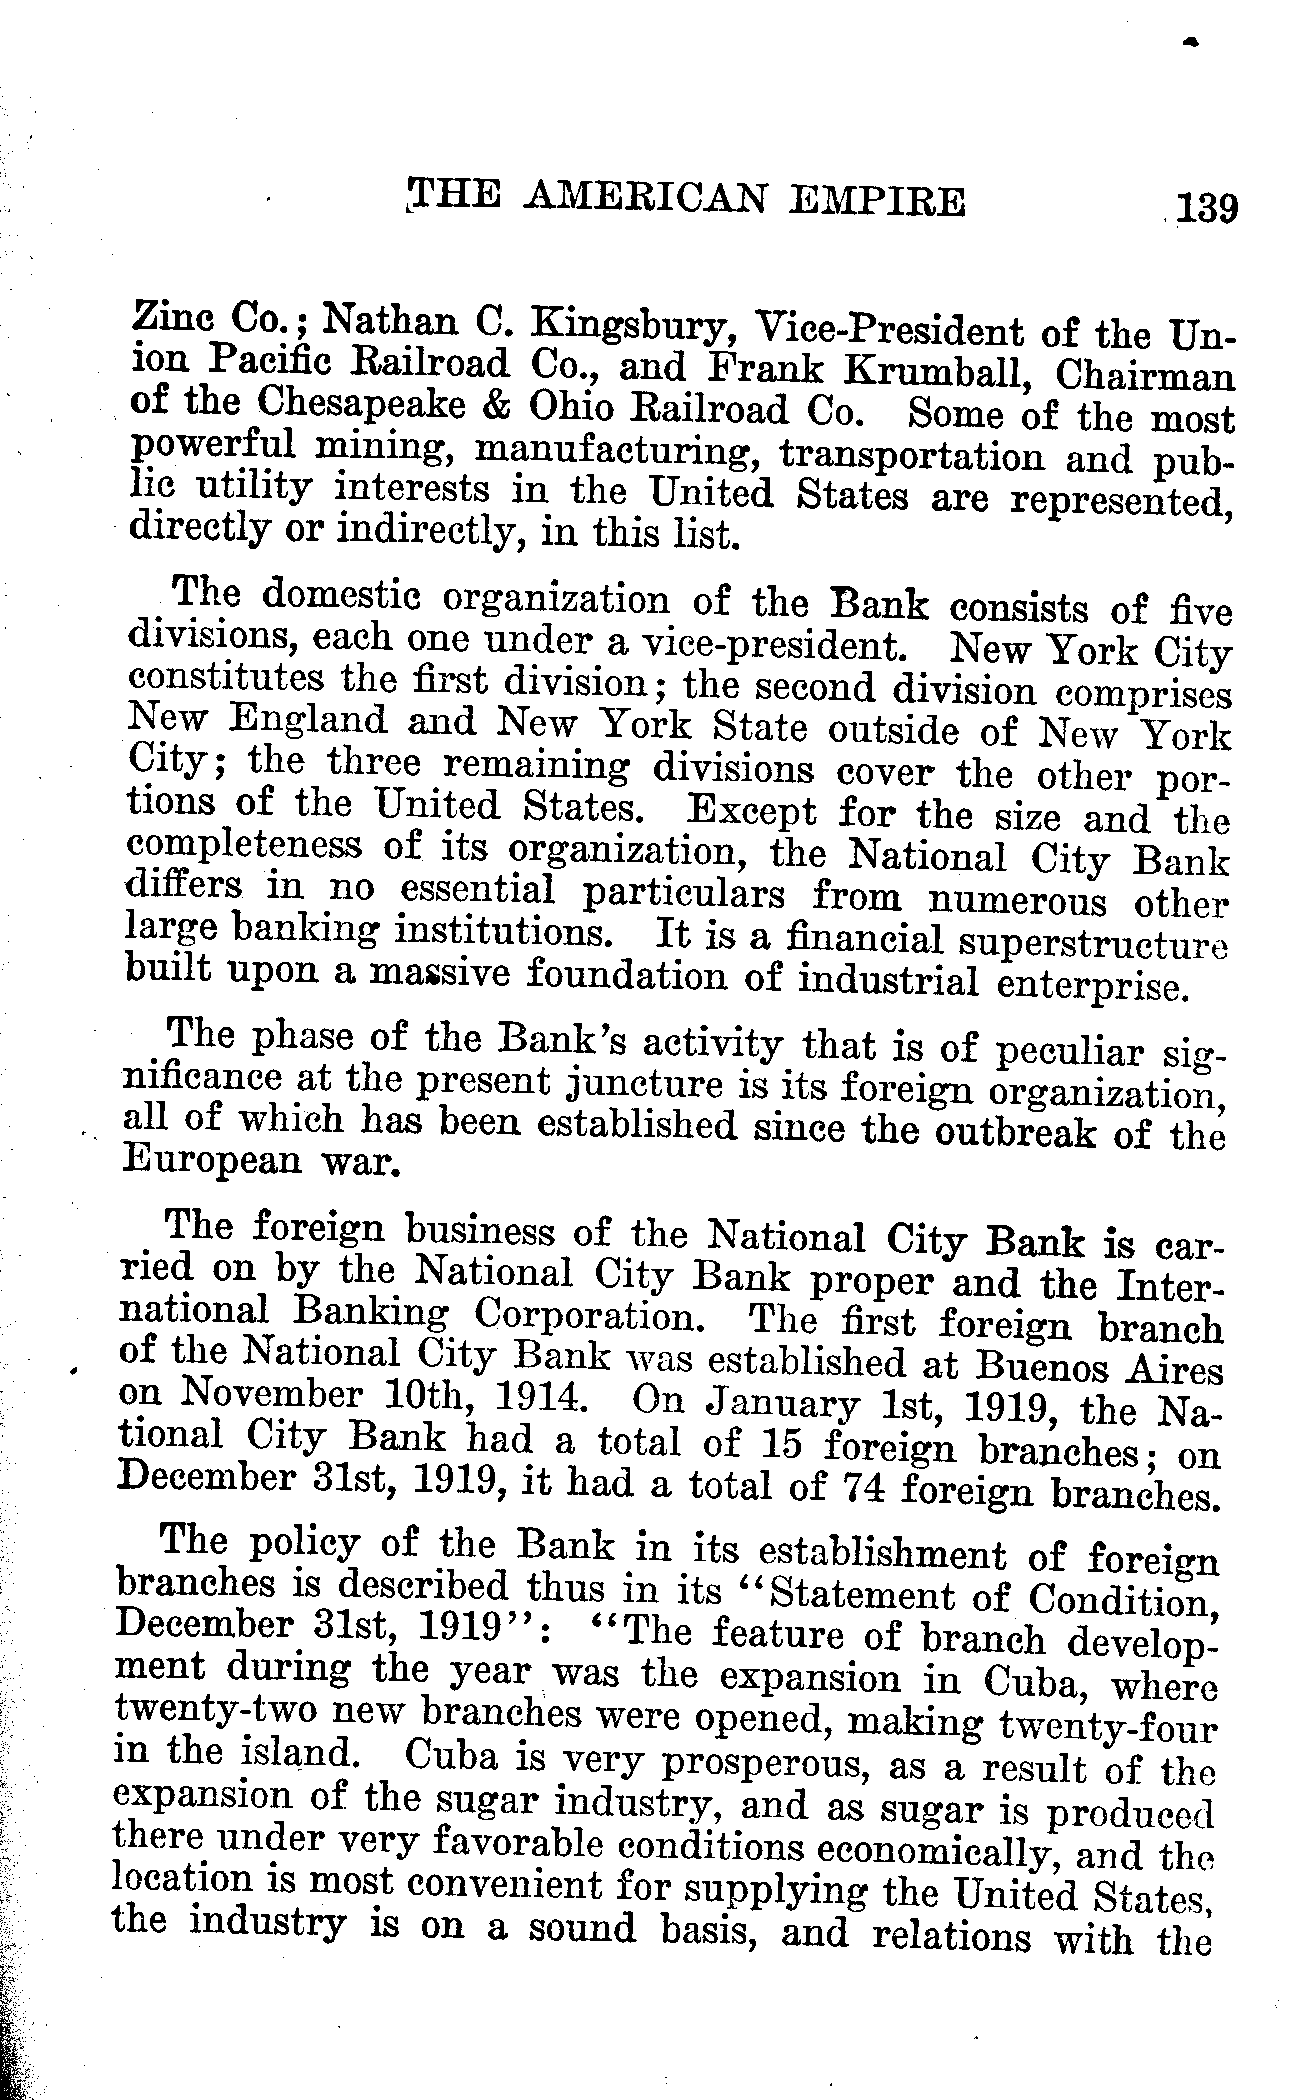 THE AMERICAN EMPIRE 139
Zinc Co.; Nathan C. Kingsbury, Vice-President of the Un-
ion Pacific Railroad Co., and Frank Krumball, Chairman
of the Chesapeake & Ohio Railroad Co. Some of the most
powerful mining, manufacturing, transportation and pub-
lic utility interests in the United States are represented,
directly or indirectly, in this list.
The domestic organization of the Bank consists of five
divisions, each one under a vice-president. New York City
constitutes the first division; the second division comprises
New England and New York State outside of New York
City; the three remaining divisions cover the other por-
tions of the United States. Except for the size and the
completeness of its organization, the National City Bank
differs in no essential particulars from numerous other
large banking institutions. It is a financial superstructure
built upon a massive foundation of industrial enterprise.
The phase of the Bank's activity that is of peculiar sig-
nificance at the present juncture is its foreign organization,
all of which has been established since the outbreak of the
European war.
The foreign business of the National City Bank is car-
ried on by the National City Bank proper and the Inter-
national Banking Corporation. The first foreign branch
of the National City Bank was established at Buenos Aires
on November 10th, 1914. On January 1st, 1919, the Na-
tional City Bank had a total of 15 foreign branches; on
December 31st, 1919, it had a total of 74 foreign branches.
The policy of the Bank in its establishment of foreign
branches is described thus in its "Statement of Condition,
December 31st, 1919": "The feature of branch develop-
ment during the year was the expansion in Cuba, where
twenty-two new branches were opened, making twenty-four
in the island. Cuba is very prosperous, as a result of the
expansion of the sugar industry, and as sugar is produced
there under very favorable conditions economically, and the
location is most convenient for supplying the United States,
the industry is on a sound basis, and relations with the